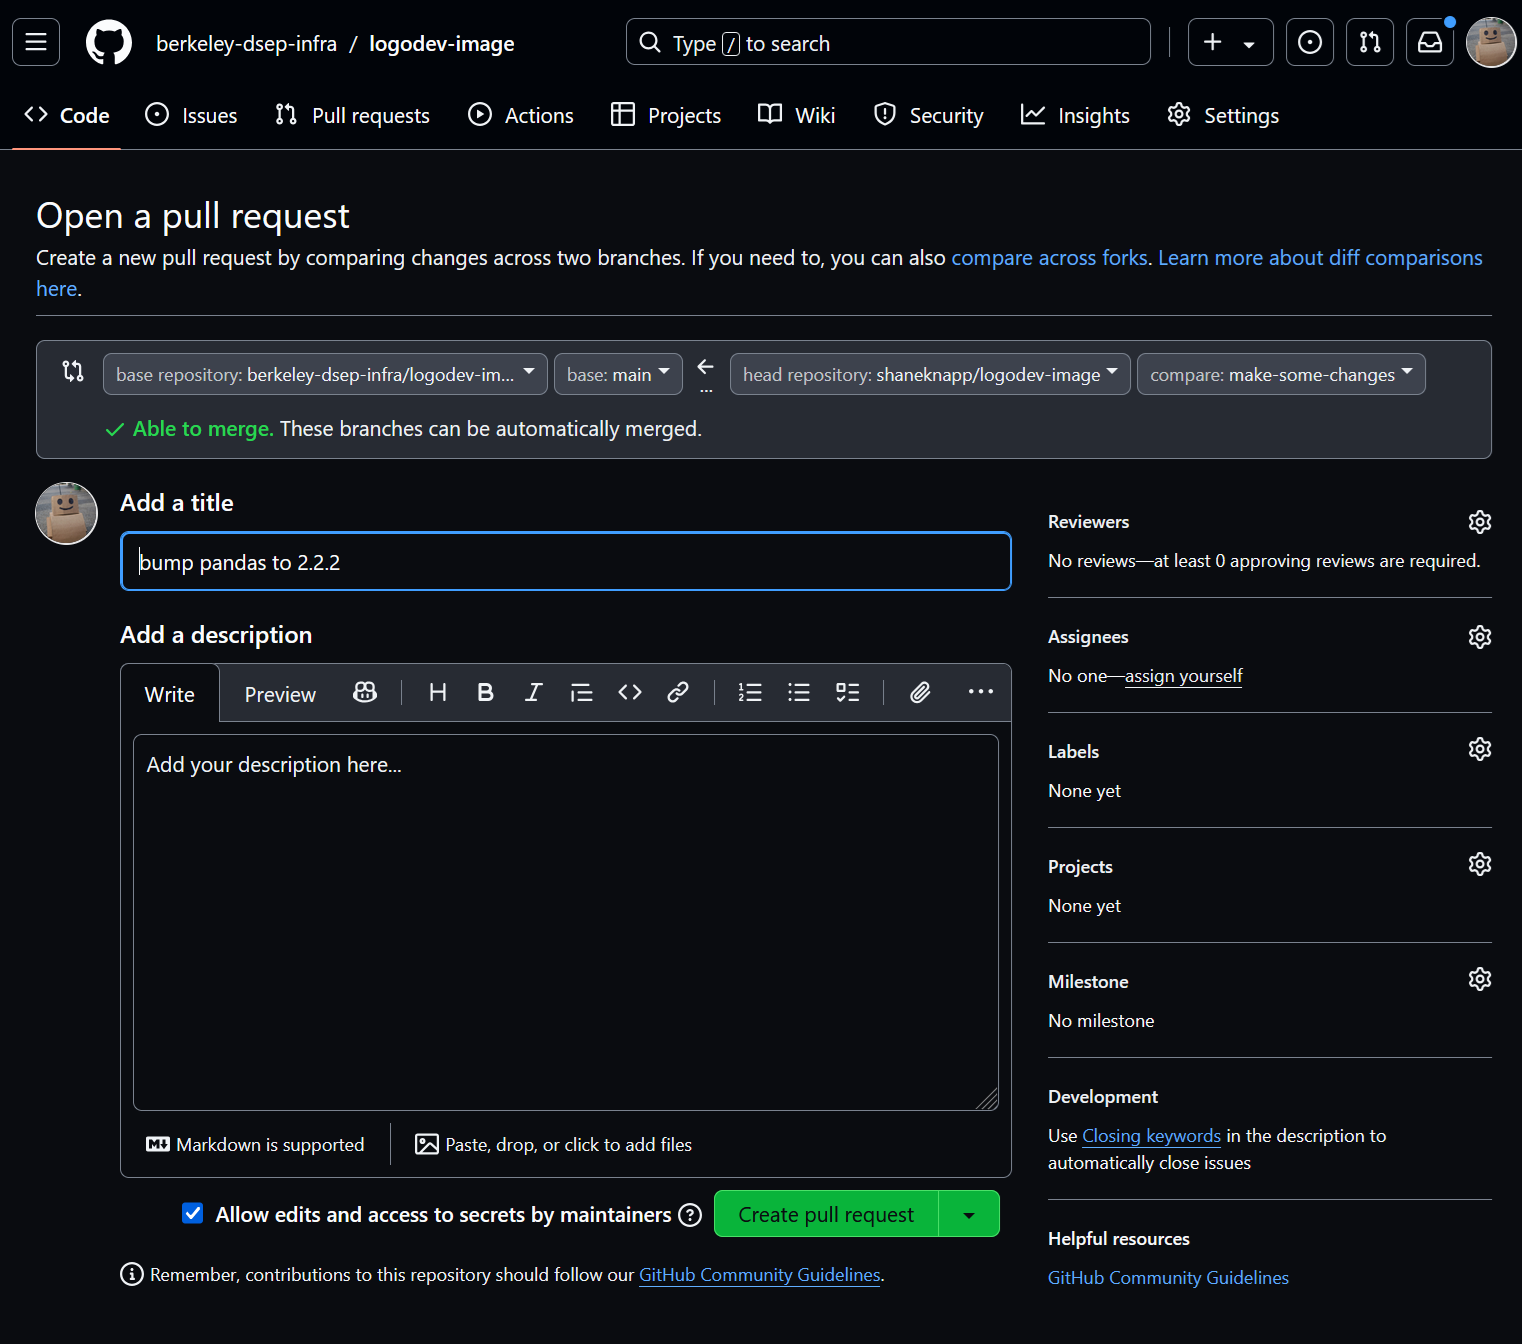 berkeley-dsep-infra / logodev-image
Type / to search
Code Issues Pull requests Actions Projects Wiki Security Insights Settings
Open a pull request
Create a new pull request by comparing changes across two branches. If you need to, you can also compare across forks. Learn more about diff comparisons
here.
base repository: berkeley-dsep-infra/logodev-im... base: main ... head repository: shaneknapp/logodev-image compare: make-some-changes
Able to merge. These branches can be automatically merged.
Add a title
bump pandas to 2.2.2
Add a description
Write Preview
Add your description here...
Markdown is supported
Paste, drop, or click to add files
Allow edits and access to secrets by maintainers
Create pull request
Remember, contributions to this repository should follow our GitHub Community Guidelines.
Reviewers
No reviews—at least 0 approving reviews are required.
Assignees
No one—assign yourself
Labels
None yet
Projects
None yet
Milestone
No milestone
Development
Use Closing keywords in the description to
automatically close issues
Helpful resources
GitHub Community Guidelines